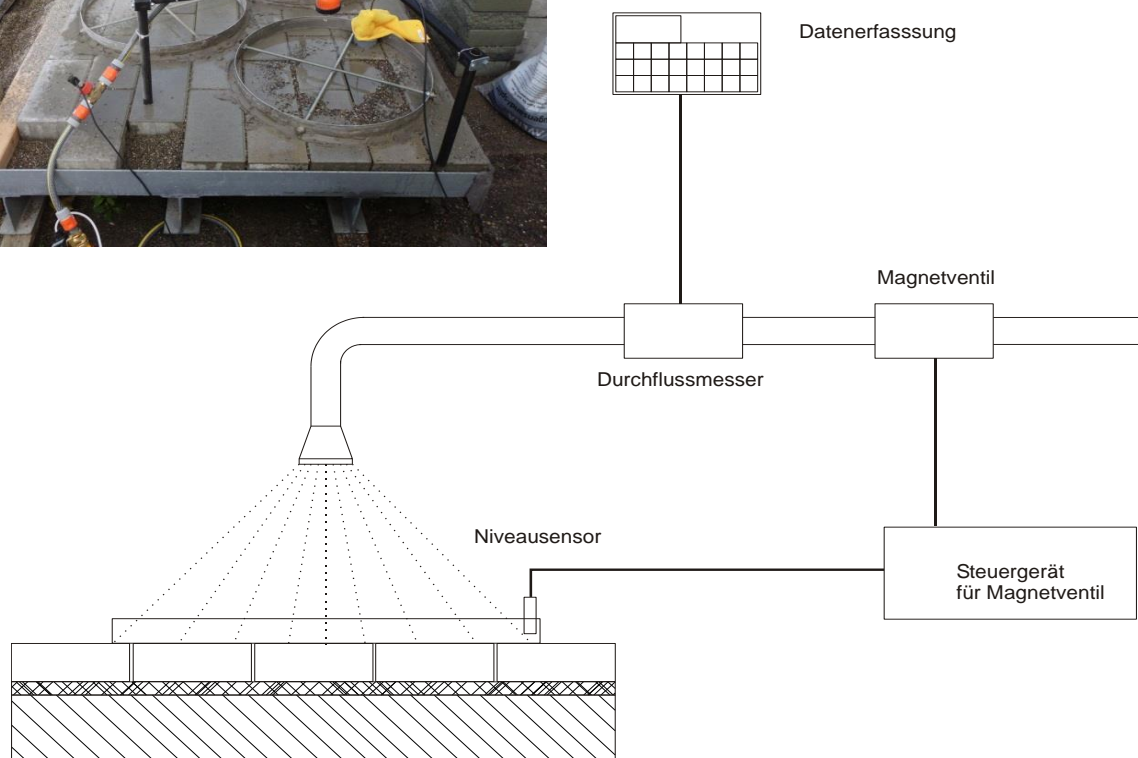 Datenerfasssung
Magnetventil
Durchflussmesser
Niveausensor
Steuergerät
für Magnetventil